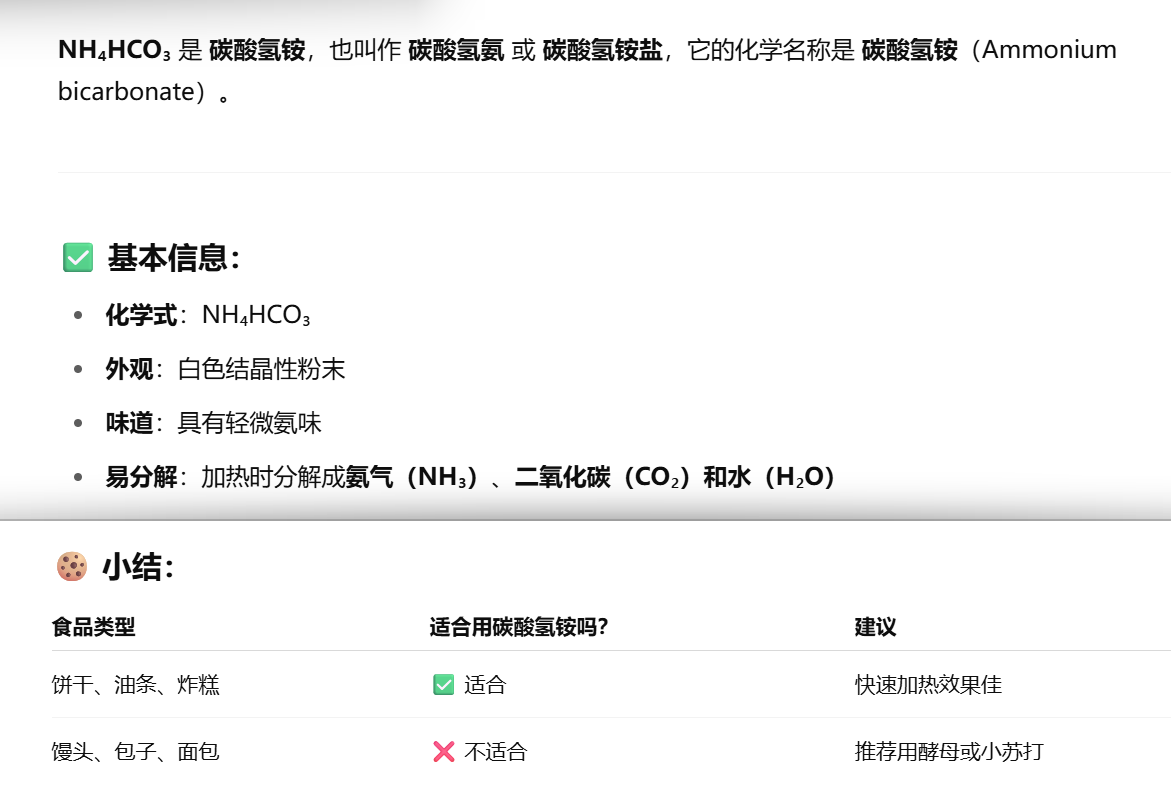 NH₄HCO₃ 是 碳酸氢铵，也叫作 碳酸氢氨 或 碳酸氢铵盐，它的化学名称是 碳酸氢铵（Ammonium
bicarbonate）。
✅ 基本信息：
• 化学式：NH₄HCO₃
• 外观：白色结晶性粉末
• 味道：具有轻微氨味
• 易分解：加热时分解成氨气（NH₃）、二氧化碳（CO₂）和水（H₂O）
🍪 小结：
食品类型 适合用碳酸氢铵吗？ 建议
饼干、油条、炸糕 ✅ 适合 快速加热效果佳
馒头、包子、面包 ❌ 不适合 推荐用酵母或小苏打